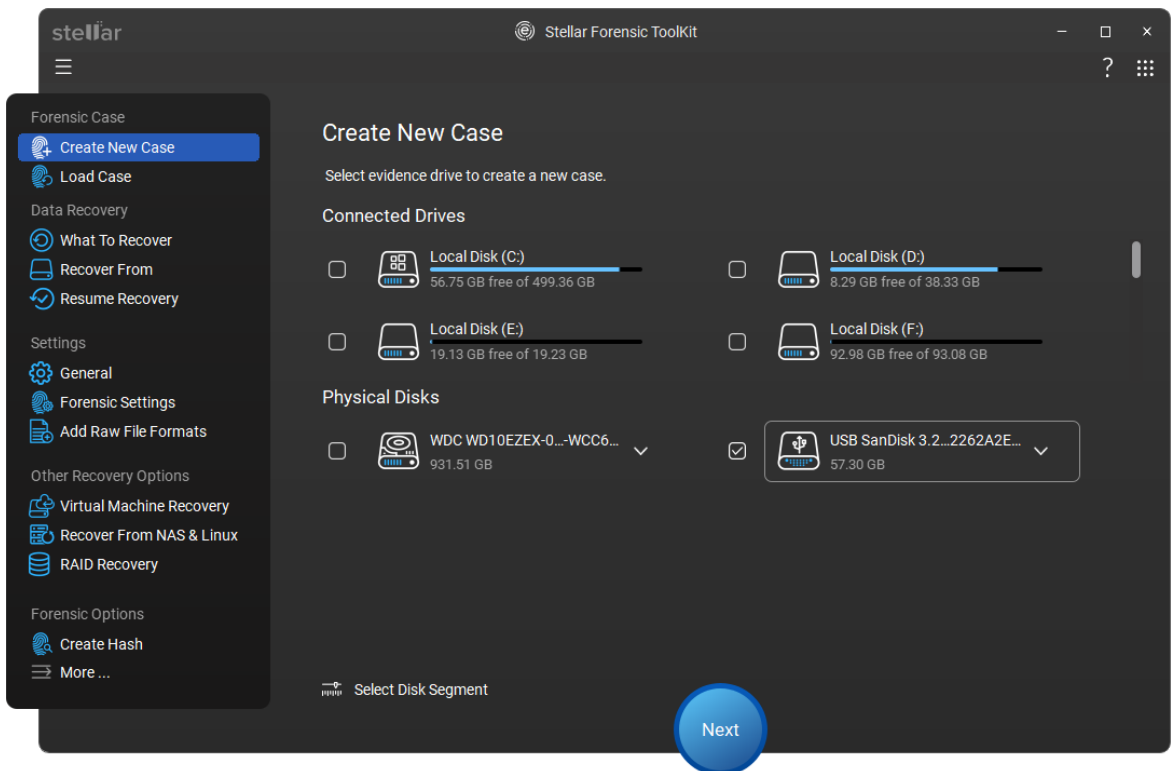 stellar
Stellar Forensic ToolKit
?
Forensic Case
Create New Case
Load Case
Data Recovery
What To Recover
Recover From
Resume Recovery
Settings
General
Forensic Settings
Add Raw File Formats
Other Recovery Options
Virtual Machine Recovery
Recover From NAS & Linux
RAID Recovery
Forensic Options
Create Hash
More ...
Create New Case
Select evidence drive to create a new case.
Connected Drives
Local Disk (C:)
56.75 GB free of 499.36 GB
Local Disk (D:)
8.29 GB free of 38.33 GB
Local Disk (E:)
19.13 GB free of 19.23 GB
Local Disk (F:)
92.98 GB free of 93.08 GB
Physical Disks
WDC WD10EZEX-0...-WCC6...
931.51 GB
USB SanDisk 3.2...2262A2E...
57.30 GB
Select Disk Segment
Next